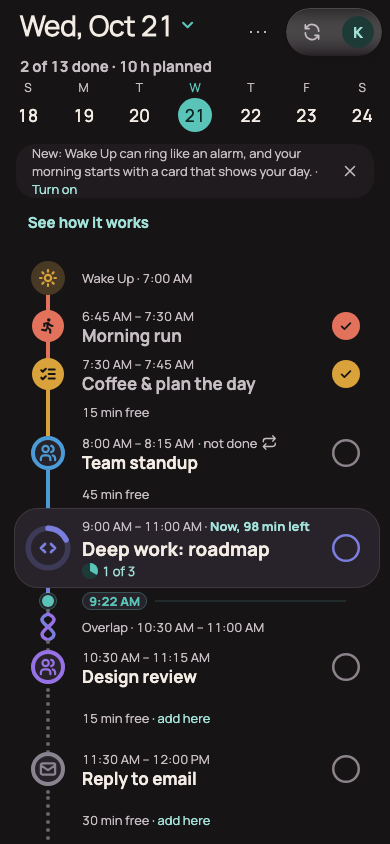 Wed, Oct 21
...
K
2 of 13 done · 10 h planned
S M T W T F S
18 19 20 21 22 23 24
New: Wake Up can ring like an alarm, and your
morning starts with a card that shows your day. ·
Turn on
See how it works
Wake Up · 7:00 AM
6:45 AM – 7:30 AM
Morning run
7:30 AM – 7:45 AM
Coffee & plan the day
15 min free
8:00 AM – 8:15 AM · not done
Team standup
45 min free
9:00 AM – 11:00 AM · Now, 98 min left
Deep work: roadmap
1 of 3
9:22 AM
Overlap · 10:30 AM – 11:00 AM
10:30 AM – 11:15 AM
Design review
15 min free · add here
11:30 AM – 12:00 PM
Reply to email
30 min free · add here